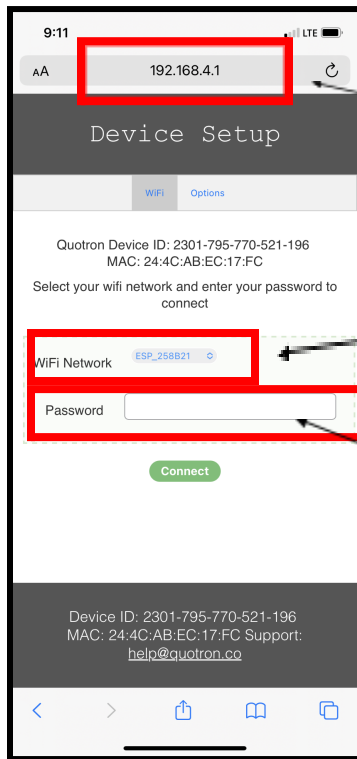 9:11
LTE
AA
192.168.4.1
Device Setup
WiFi
Options
Quotron Device ID: 2301-795-770-521-196
MAC: 24:4C:AB:EC:17:FC
Select your wifi network and enter your password to
connect
WiFi Network
ESP_258B21
Password
Connect
Device ID: 2301-795-770-521-196
MAC: 24:4C:AB:EC:17:FC Support:
help@quotron.co